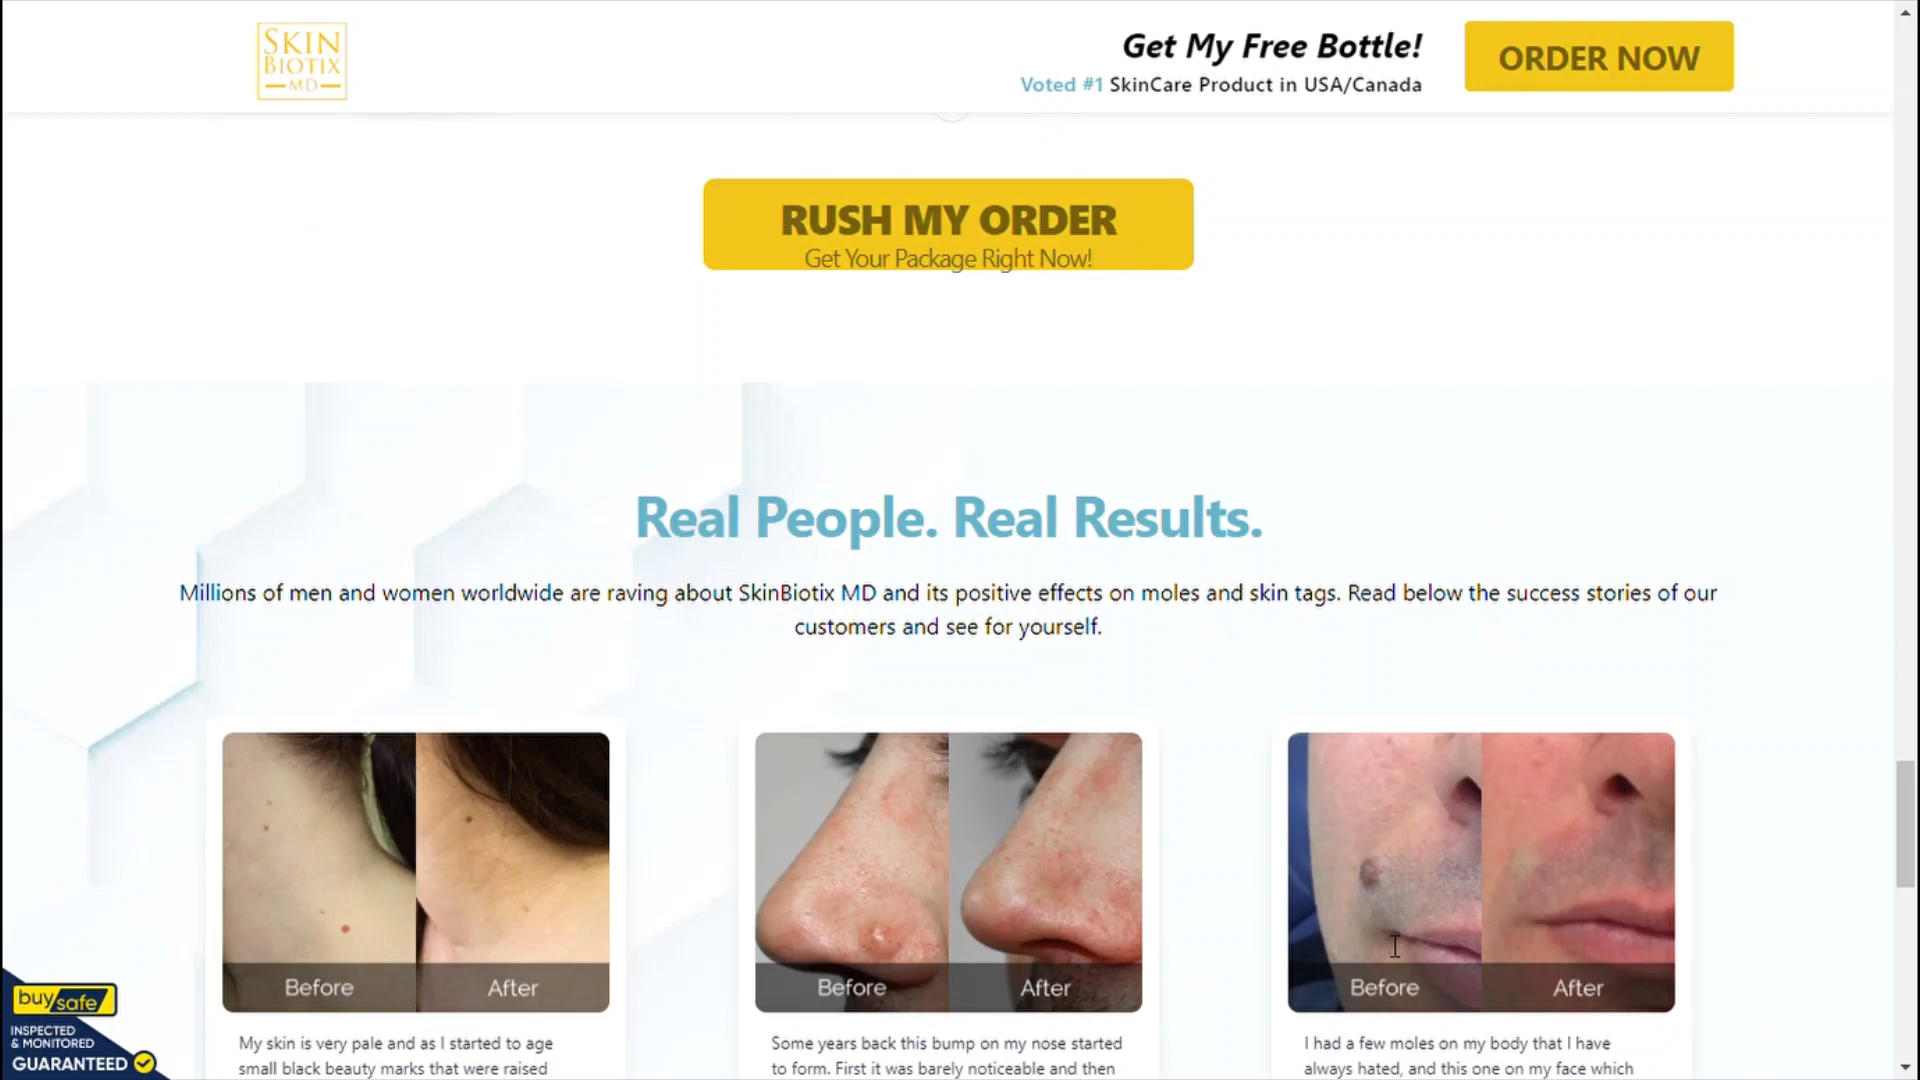 SKIN
BIOTIX
MD
Get My Free Bottle!
Voted #1 SkinCare Product in USA/Canada
ORDER NOW
RUSH MY ORDER
Get Your Package Right Now!
Real People. Real Results.
Millions of men and women worldwide are raving about SkinBiotix MD and its positive effects on moles and skin tags. Read below the success stories of our
customers and see for yourself.
Before
After
Before
After
Before
After
My skin is very pale and as I started to age
small black beauty marks that were raised
Some years back this bump on my nose started
to form. First it was barely noticeable and then
I had a few moles on my body that I have
always hated, and this one on my face which
buySAFE
INSPECTED
& MONITORED
GUARANTEED